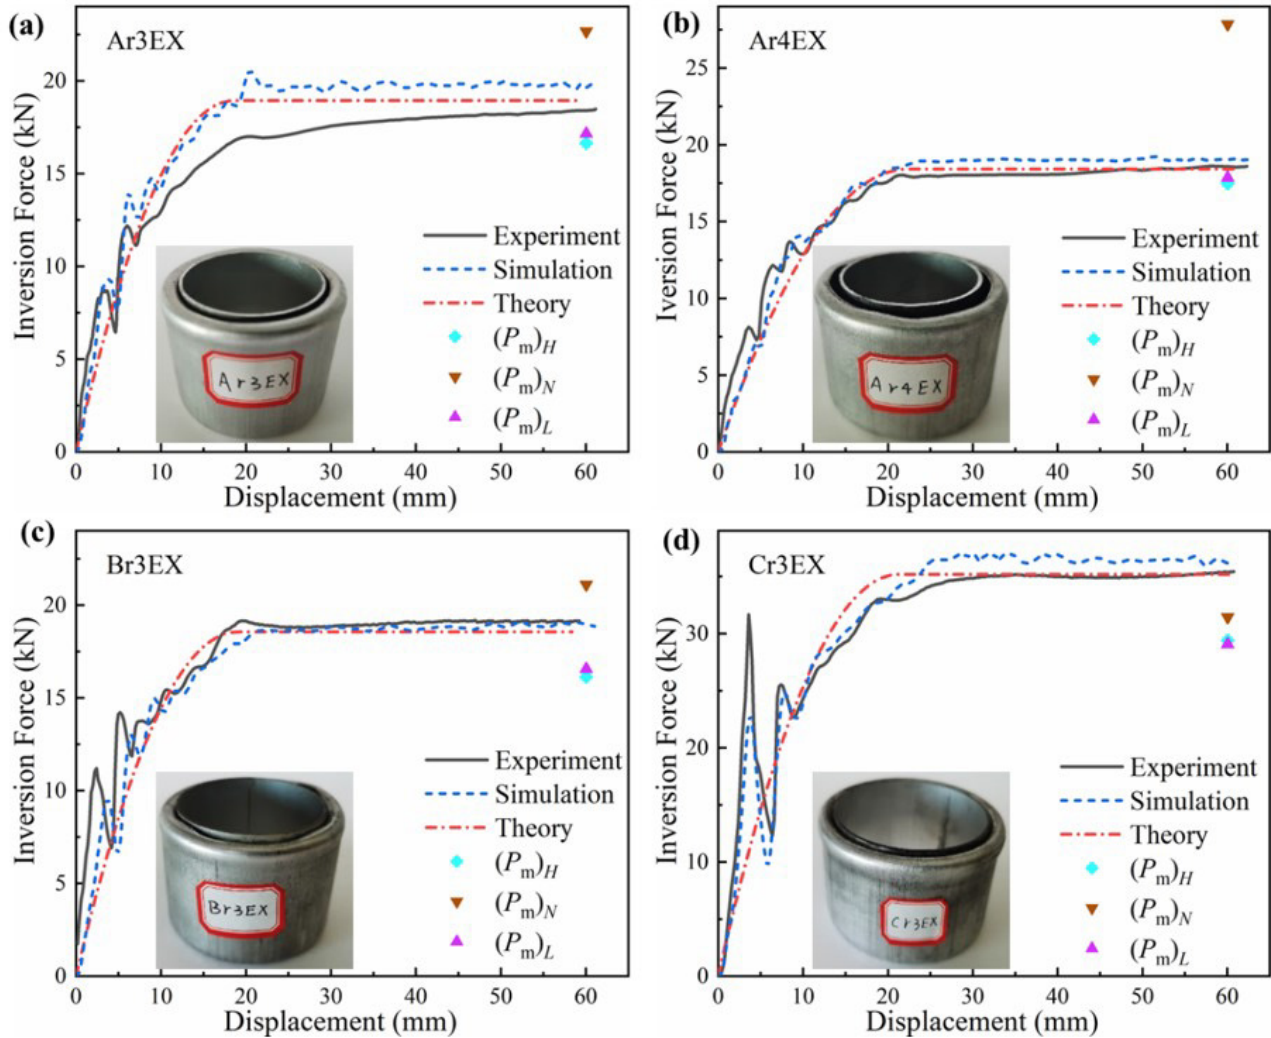 (a)
Ar3EX
Inversion Force (kN)
20
15
10
5
0
0 10 20 30 40 50 60
Displacement (mm)
Experiment
Simulation
Theory
(Pm)H
(Pm)N
(Pm)L
Ar3EX
(b)
Ar4EX
Iversion Force (kN)
25
20
15
10
5
0
0 10 20 30 40 50 60
Displacement (mm)
Experiment
Simulation
Theory
(Pm)H
(Pm)N
(Pm)L
Ar4EX
(c)
Br3EX
Inversion Force (kN)
20
15
10
5
0
0 10 20 30 40 50 60
Displacement (mm)
Experiment
Simulation
Theory
(Pm)H
(Pm)N
(Pm)L
Br3EX
(d)
Cr3EX
Inversion Force (kN)
30
20
10
0
0 10 20 30 40 50 60
Displacement (mm)
Experiment
Simulation
Theory
(Pm)H
(Pm)N
(Pm)L
Cr3EX